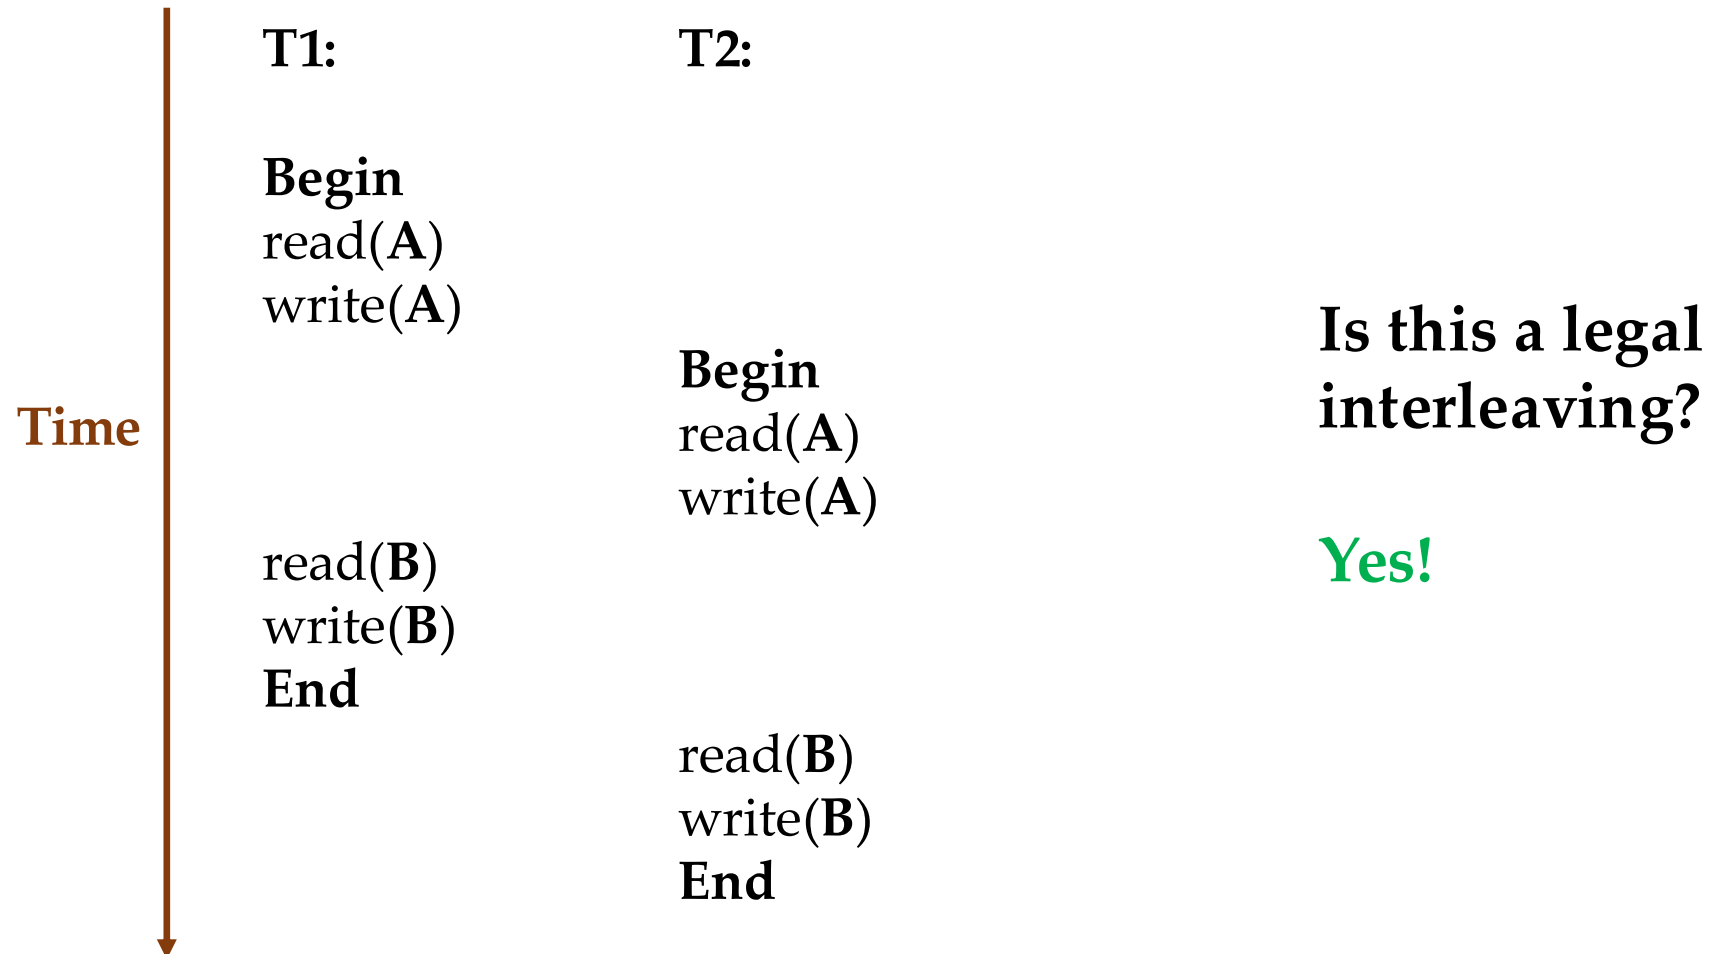 T1:
T2:
Begin
read(A)
write(A)
Begin
read(A)
write(A)
read(B)
write(B)
End
read(B)
write(B)
End
Time
Is this a legal
interleaving?
Yes!